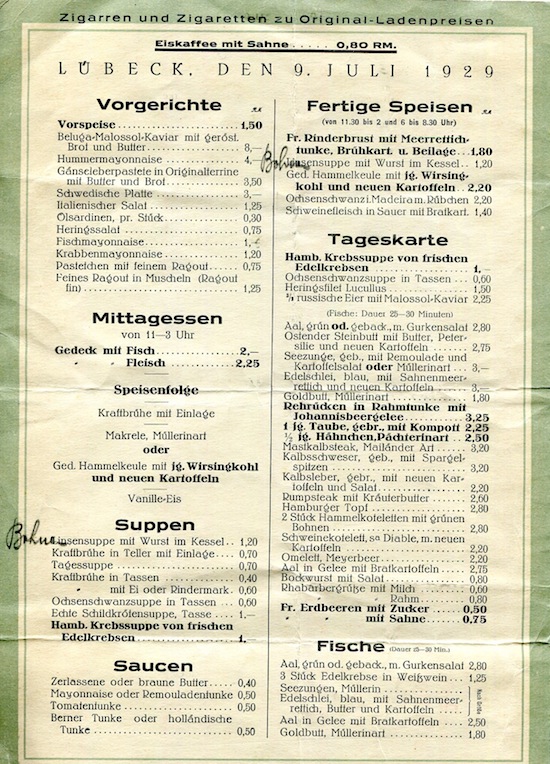 Zigarren und Zigaretten zu Original-Ladenpreisen
Eiskaffee mit Sahne ..... 0,80 RM.
LÜBECK, DEN 9. JULI 1929
Vorgerichte
Vorspeise 1,50
Beluga-Malossol-Kaviar mit geröst.
Brot und Butter 8,—
Hummermayonnaise 4,—
Gänseleberpastete in Originalterrine
mit Butter und Brot 3,50
Schwedische Platte 3,—
Italienischer Salat 1,25
Ölsardinen, pr. Stück 0,30
Heringssalat 0,75
Fischmayonnaise 1,—
Krabbenmayonnaise 1,20
Pastetchen mit feinem Ragout 0,75
Feines Ragout in Muscheln (Ragout
fin) 1,25
Mittagessen
von 11—3 Uhr
Gedeck mit Fisch 2,—
„ „ Fleisch 2,25
Speisenfolge
Kraftbrühe mit Einlage
Makrele, Müllerinart
oder
Ged. Hammelkeule mit jg. Wirsingkohl
und neuen Kartoffeln
Vanille-Eis
Suppen
Bohnen
suppe mit Wurst im Kessel 1,20
Kraftbrühe in Teller mit Einlage 0,70
Tagessuppe 0,70
Kraftbrühe in Tassen 0,40
„ mit Ei oder Rindermark 0,60
Ochsenschwanzsuppe in Tassen 0,60
Echte Schildkrötensuppe, Tasse 1,—
Hamb. Krebssuppe von frischen
Edelkrebsen 1,—
Saucen
Zerlassene oder braune Butter 0,40
Mayonnaise oder Remouladentunke 0,50
Tomatentunke 0,50
Berner Tunke oder holländische
Tunke 0,50
Fertige Speisen
(von 11.30 bis 2 und 6 bis 8.30 Uhr)
Fr. Rinderbrust mit Meerrettich-
tunke, Brühkart. u. Beilage 1,80
Bohnen
suppe mit Wurst im Kessel 1,20
Ged. Hammelkeule mit jg. Wirsing-
kohl und neuen Kartoffeln 2,20
Ochsenschwanz i. Madeira m. Rübchen 2,20
Schweinefleisch in Sauer mit Bratkart. 1,40
Tageskarte
Hamb. Krebssuppe von frischen
Edelkrebsen 1,—
Ochsenschwanzsuppe in Tassen 0,60
Heringsfilet Lucullus 1,50
russische Eier mit Malossol-Kaviar 2,25
(Fische: Dauer 25—30 Minuten)
Aal, grün od. geback., m. Gurkensalat 2,80
Ostender Steinbutt mit Butter, Peter-
silie und neuen Kartoffeln 2,75
Seezunge, geb., mit Remoulade und
Kartoffelsalat oder Müllerinart 3,—
Edelschlei, blau, mit Sahnenmeer-
rettich und neuen Kartoffeln 3,—
Goldbutt, Müllerinart 1,80
Rehrücken in Rahmtunke mit
Johannisbeergelee 3,25
1 jg. Taube, gebr., mit Kompott 2,25
½ jg. Hähnchen, Pächterinart 2,50
Mastkalbsteak, Mailänder Art 3,20
Kalbsschweser, geb., mit Spargel-
spitzen 3,20
Kalbsleber, gebr., mit neuen Kar-
toffeln und Salat 2,20
Rumpsteak mit Kräuterbutter 2,60
Hamburger Topf 2,80
2 Stück Hammelkoteletten mit grünen
Bohnen 2,80
Schweinekotelett, sc Diable, m. neuen
Kartoffeln 2,20
Omelett, Meyerbeer 2,20
Aal in Gelee mit Bratkartoffeln 2,75
Bockwurst mit Salat 0,80
Rhabarbergrütze mit Milch 0,60
„ „ Rahm 0,80
Fr. Erdbeeren mit Zucker 0,50
„ „ mit Sahne 0,75
Fische (Dauer 25—30 Min.)
Aal, grün od. geback., m. Gurkensalat 2,80
3 Stück Edelkrebse in Weißwein 1,25
Seezungen, Müllerin
Edelschlei, blau, mit Sahnenmeer-
rettich, Butter und Kartoffeln
Nach Größe
Aal in Gelee mit Bratkartoffeln 2,50
Goldbutt, Müllerinart 1,80